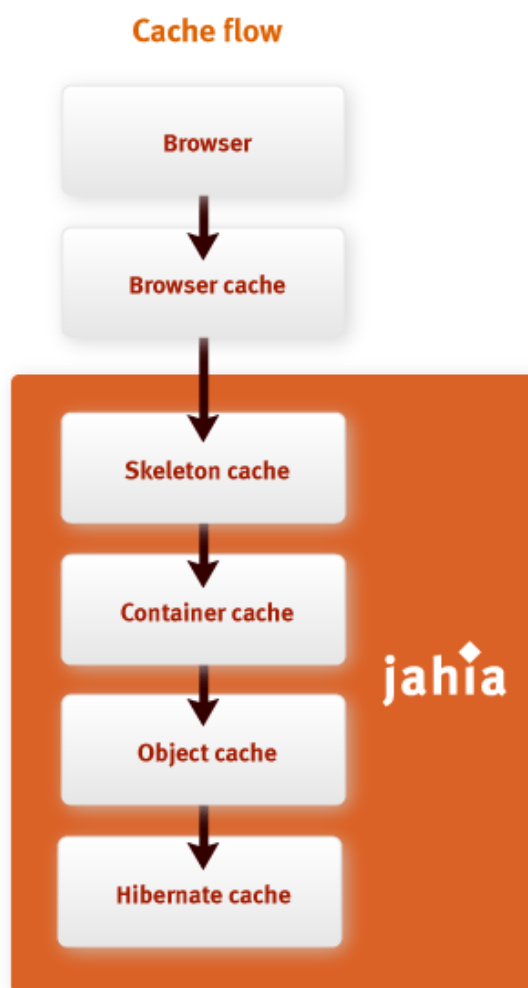 Cache flow
Browser
Browser cache
Skeleton cache
Container cache
jahia
Object cache
Hibernate cache